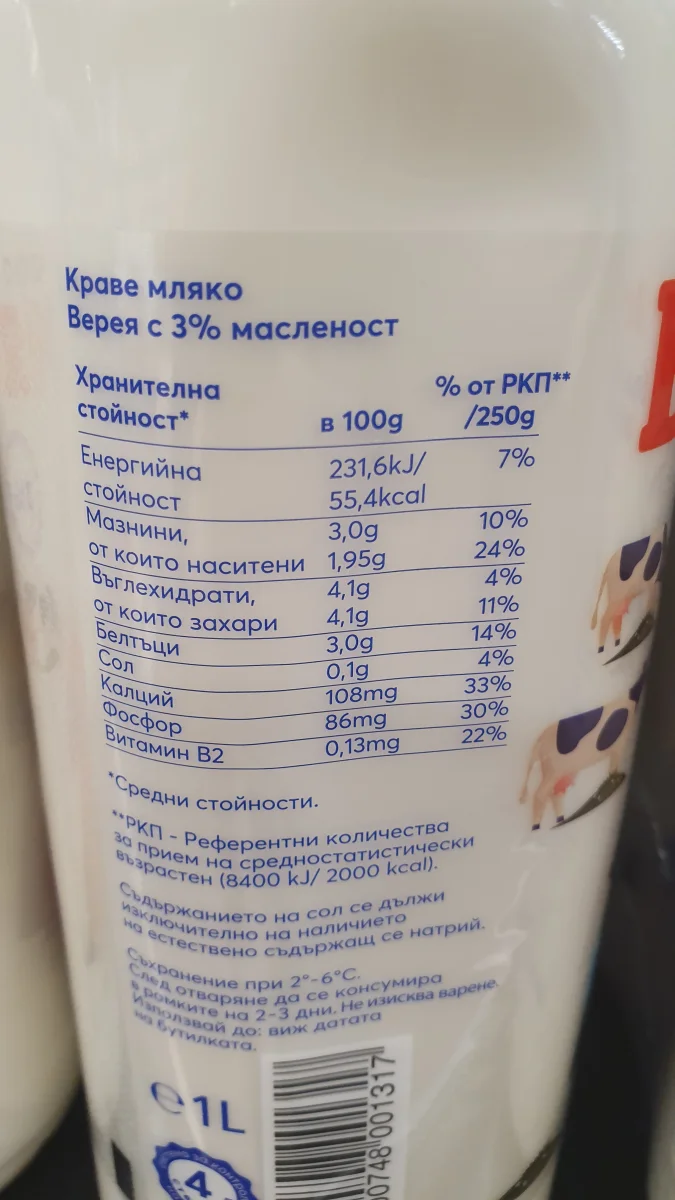 Краве мляко
Верея с 3% масленост
Хранителна стойност* в 100g % от РКП** /250g
Енергийна стойност 231,6kJ/ 55,4kcal 7%
Мазнини, 3,0g 10%
от които наситени 1,95g 24%
Въглехидрати, 4,1g 4%
от които захари 4,1g 11%
Белтъци 3,0g 14%
Сол 0,1g 4%
Калций 108mg 33%
Фосфор 86mg 30%
Витамин B2 0,13mg 22%
*Средни стойности.
**РКП - Референтни количества
за прием на средностатистически
възрастен (8400 kJ/ 2000 kcal).
Съдържанието на сол се дължи
изключително на наличието
на естествено съдържащ се натрий.
Съхранение при 2°-6°C.
След отваряне да се консумира
в рамките на 2-3 дни. Не изисква варене.
Използвай до: виж датата
на бутилката.
e1L
0748 001317
4